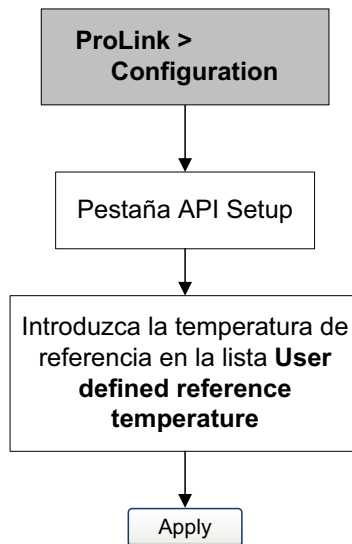 ProLink >
Configuration
Pestaña API Setup
Introduzca la temperatura de
referencia en la lista User
defined reference
temperature
Apply